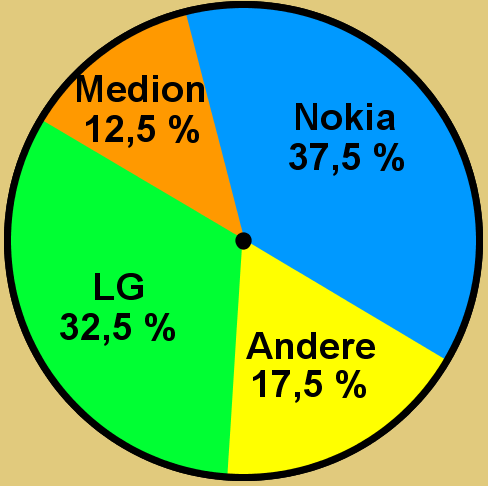 Medion
12,5 %
Nokia
37,5 %
LG
32,5 %
Andere
17,5 %